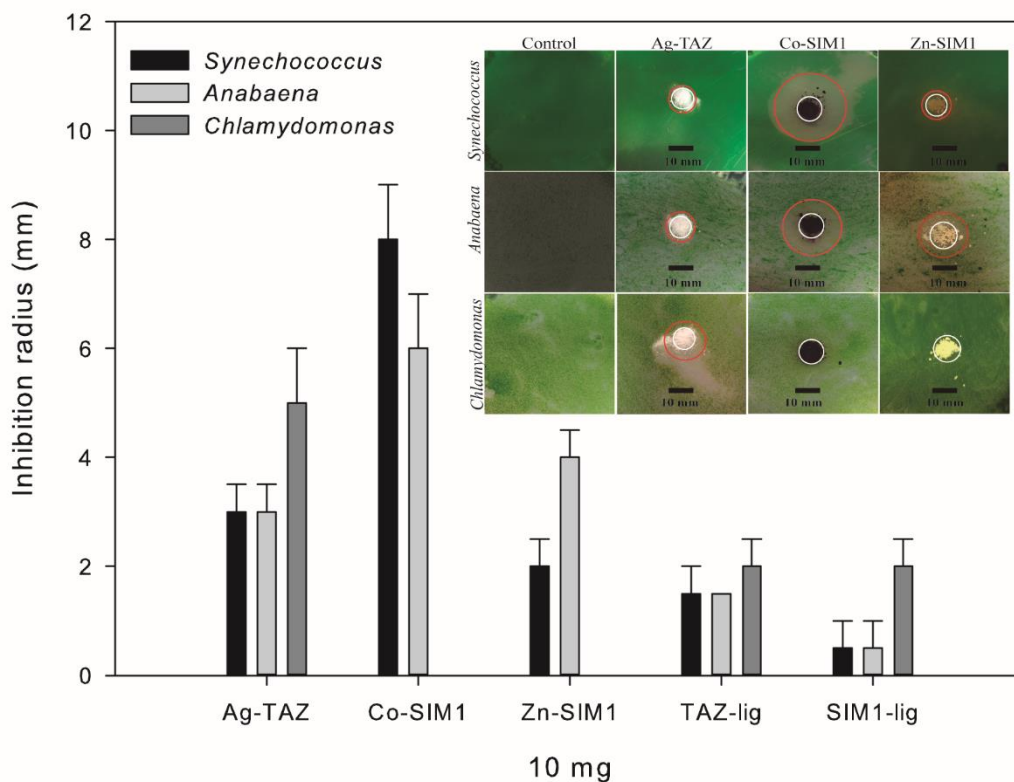 12
10
8
6
4
2
0
Inhibition radius (mm)
Synechococcus
Anabaena
Chlamydomonas
Control Ag-TAZ Co-SIM1 Zn-SIM1
Synechococcus
10 mm 10 mm 10 mm
Anabaena
10 mm 10 mm 10 mm
Chlamydomonas
10 mm 10 mm 10 mm
Ag-TAZ Co-SIM1 Zn-SIM1 TAZ-lig SIM1-lig
10 mg